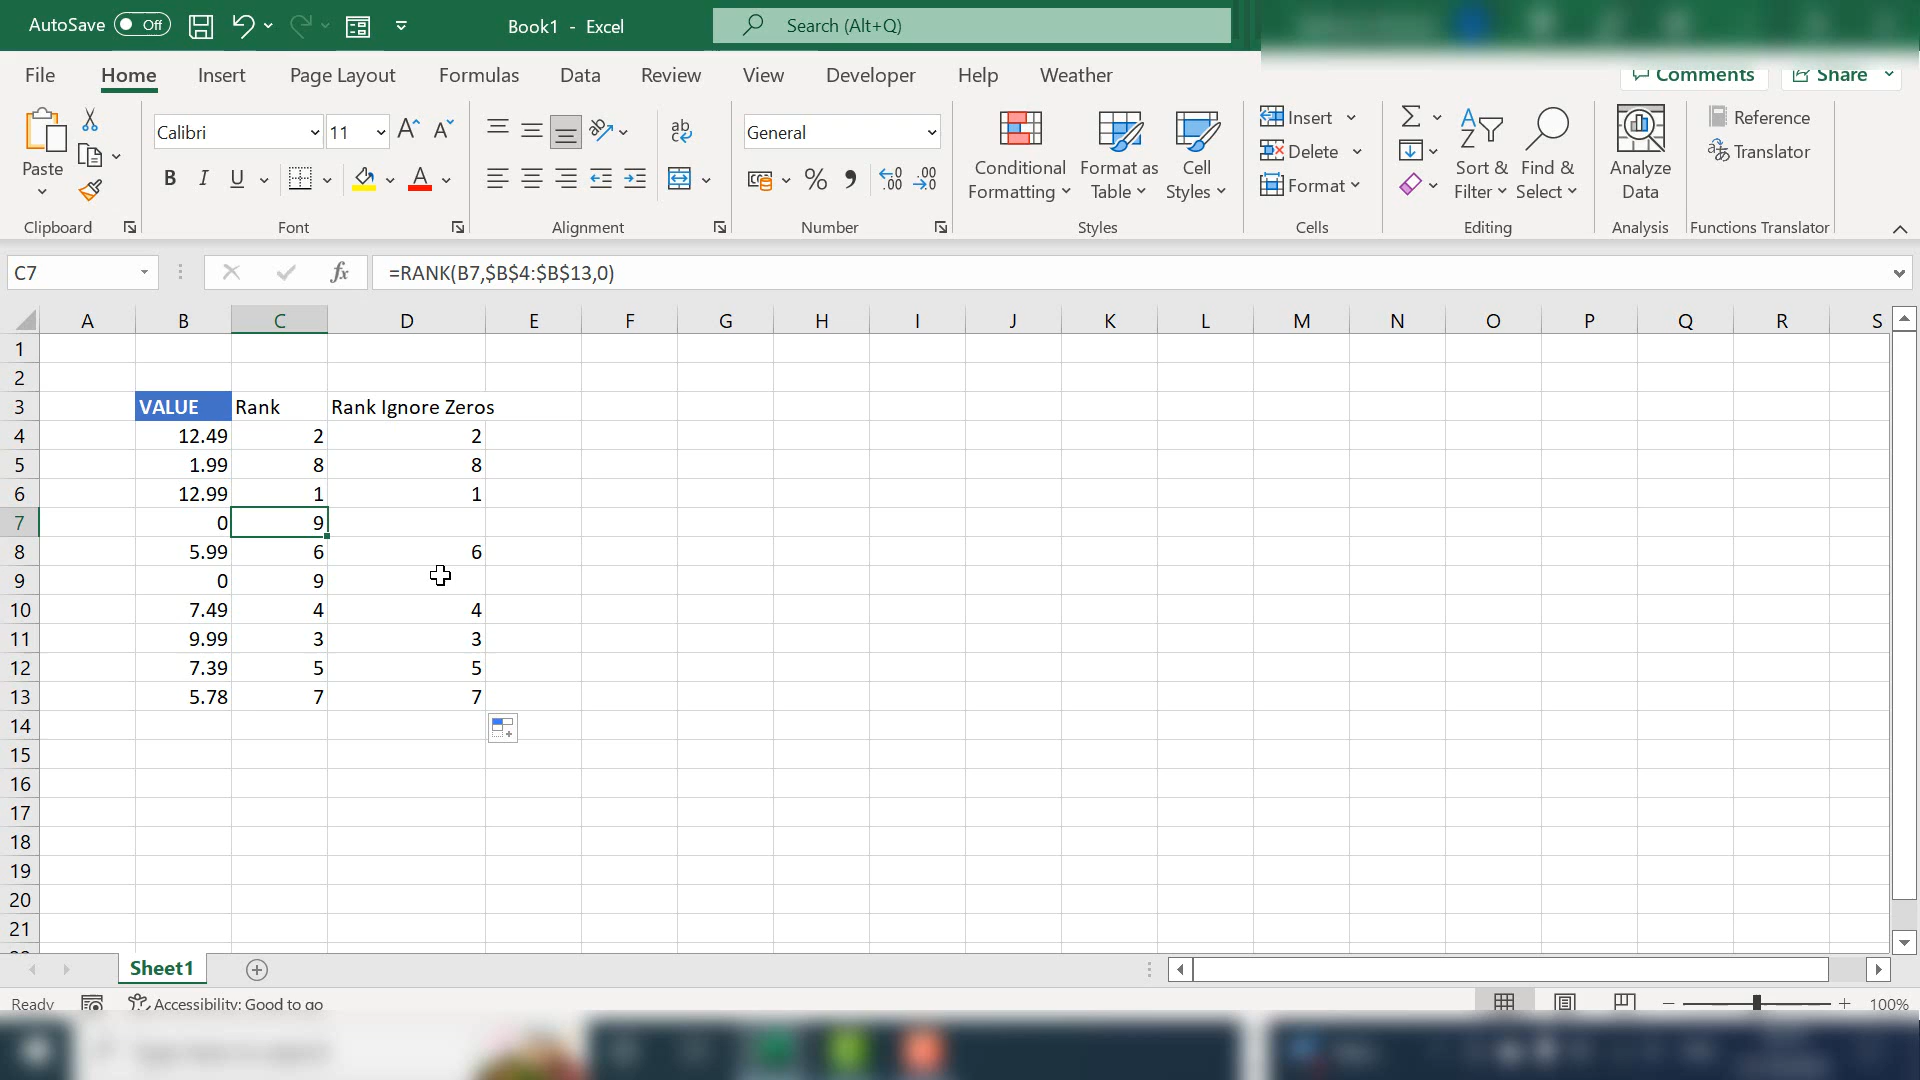 AutoSave Off Book1 - Excel Search (Alt+Q)
File Home Insert Page Layout Formulas Data Review View Developer Help Weather Comments Share
Paste
Calibri 11
B I U A
ab
c
General
% 9 .00
Conditional Formatting
Format as Table
Cell Styles
Insert
Delete
Format
Sort & Filter
Find & Select
Analyze Data
Reference
Translator
Clipboard Font Alignment Number Styles Cells Editing Analysis Functions Translator
C7 fx =RANK(B7,$B$4:$B$13,0)
A B C D E F G H I J K L M N O P Q R S
1
2
3 VALUE Rank Rank Ignore Zeros
4 12.49 2 2
5 1.99 8 8
6 12.99 1 1
7 0 9
8 5.99 6 6
9 0 9
10 7.49 4 4
11 9.99 3 3
12 7.39 5 5
13 5.78 7 7
14
15
16
17
18
19
20
21
Sheet1
Ready Accessibility: Good to go 100%